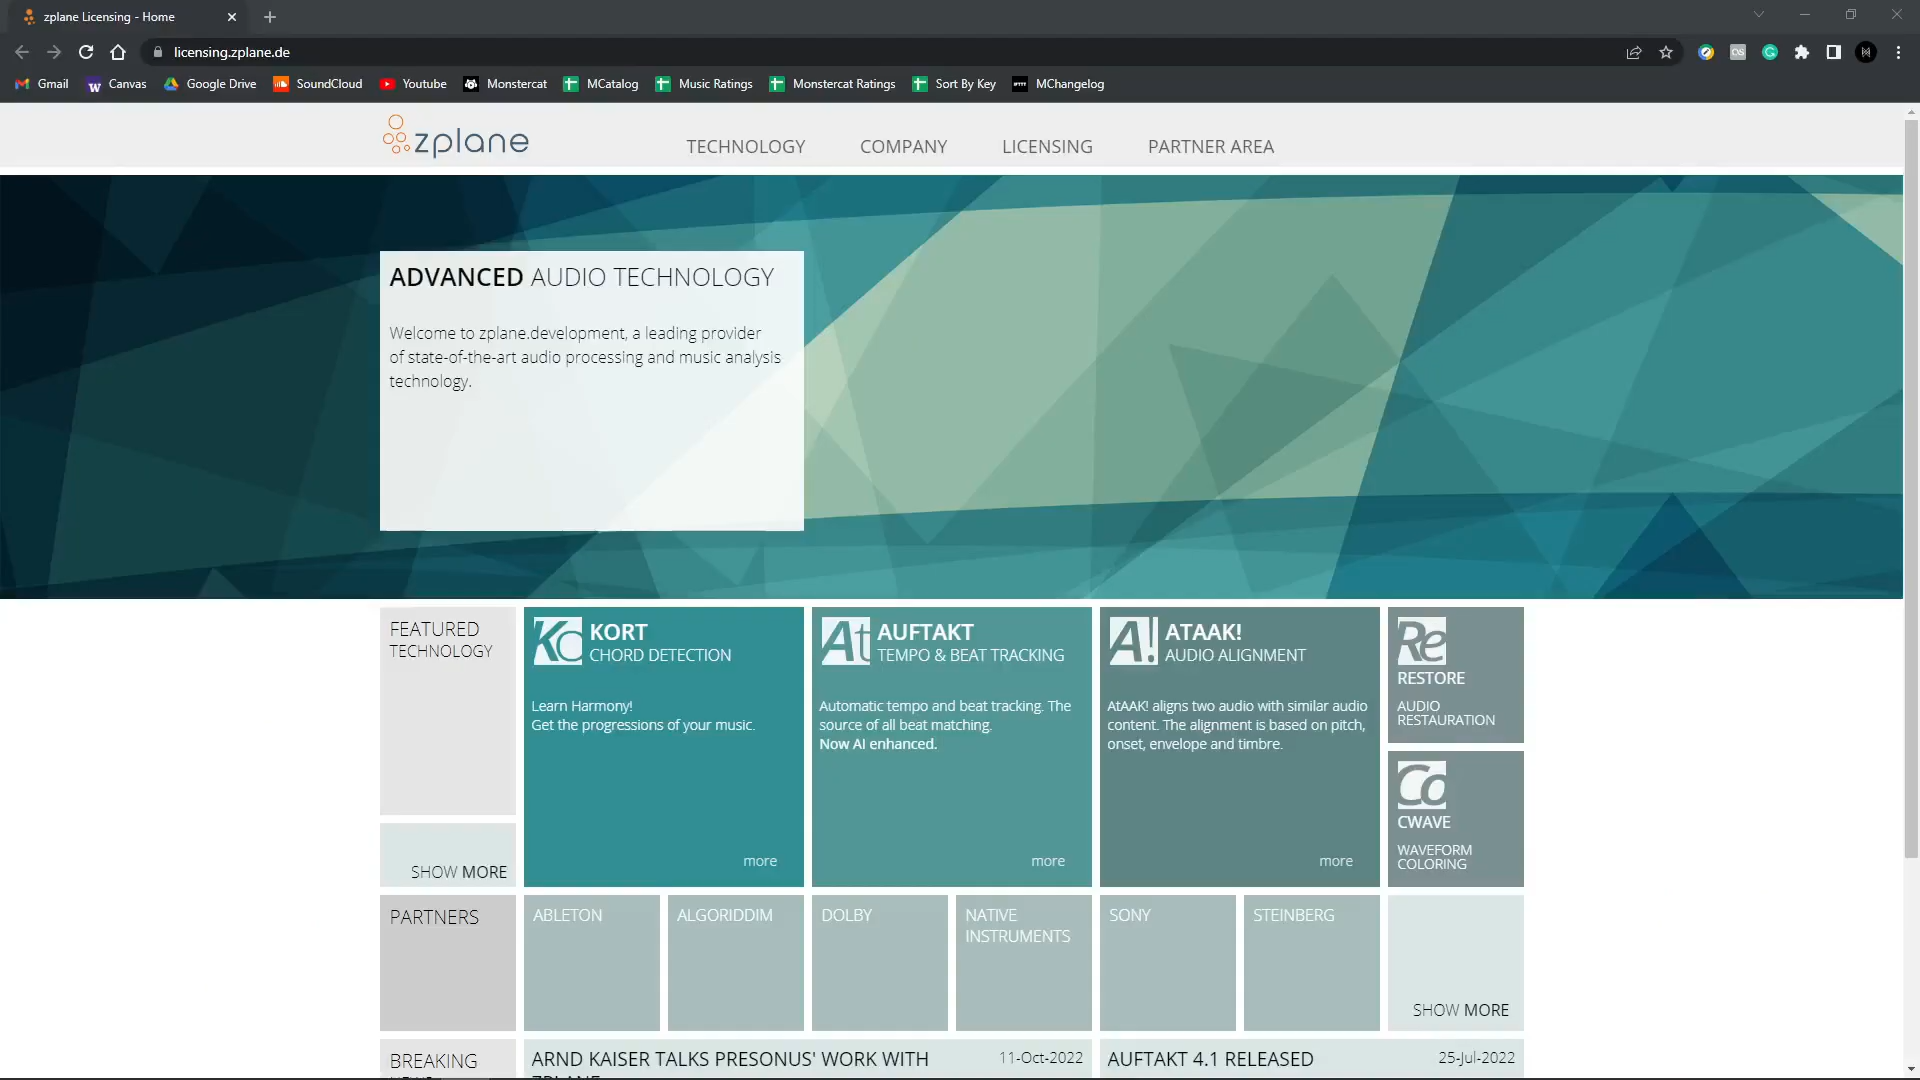 zplane Licensing - Home
licensing.zplane.de
Gmail
Canvas
Google Drive
SoundCloud
Youtube
Monstercat
MCatalog
Music Ratings
Monstercat Ratings
Sort By Key
MChangelog
zplane
TECHNOLOGY
COMPANY
LICENSING
PARTNER AREA
ADVANCED AUDIO TECHNOLOGY
Welcome to zplane.development, a leading provider
of state-of-the-art audio processing and music analysis
technology.
FEATURED
TECHNOLOGY
SHOW MORE
Kc
KORT
CHORD DETECTION
Learn Harmony!
Get the progressions of your music.
more
At
AUFTAKT
TEMPO & BEAT TRACKING
Automatic tempo and beat tracking. The
source of all beat matching.
Now AI enhanced.
more
A!
ATAAK!
AUDIO ALIGNMENT
AtAAK! aligns two audio with similar audio
content. The alignment is based on pitch,
onset, envelope and timbre.
more
Re
RESTORE
AUDIO
RESTAURATION
Co
CWAVE
WAVEFORM
COLORING
PARTNERS
ABLETON
ALGORIDDIM
DOLBY
NATIVE
INSTRUMENTS
SONY
STEINBERG
SHOW MORE
BREAKING
ARND KAISER TALKS PRESONUS' WORK WITH
ZPLANE
11-Oct-2022
AUFTAKT 4.1 RELEASED
25-Jul-2022